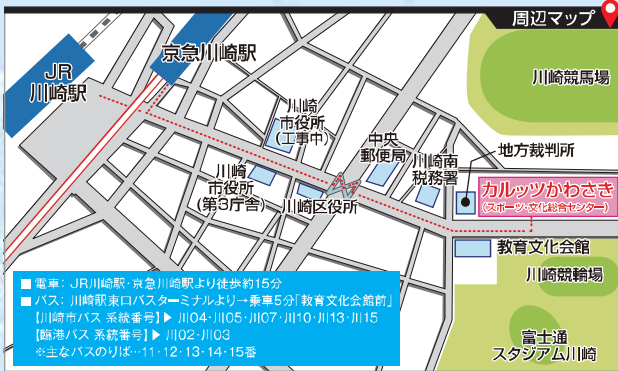 周辺マップ
京急川崎駅
JR
川崎駅
川崎競馬場
川崎
市役所
(工事中)
中央
郵便局
川崎南
税務署
地方裁判所
川崎
市役所
(第3庁舎)
川崎区役所
カルッツかわさき
(スポーツ・文化総合センター)
教育文化会館
川崎競輪場
富士通
スタジアム川崎
■ 電車: JR川崎駅・京急川崎駅より徒歩約15分
■ バス: 川崎駅東口バスターミナルより→乗車5分「教育文化会館前」
【川崎市バス 系統番号】▶ 川04・川05・川07・川10・川13・川15
【臨港バス 系統番号】▶ 川02・川03
※主なバスのりば…11・12・13・14・15番